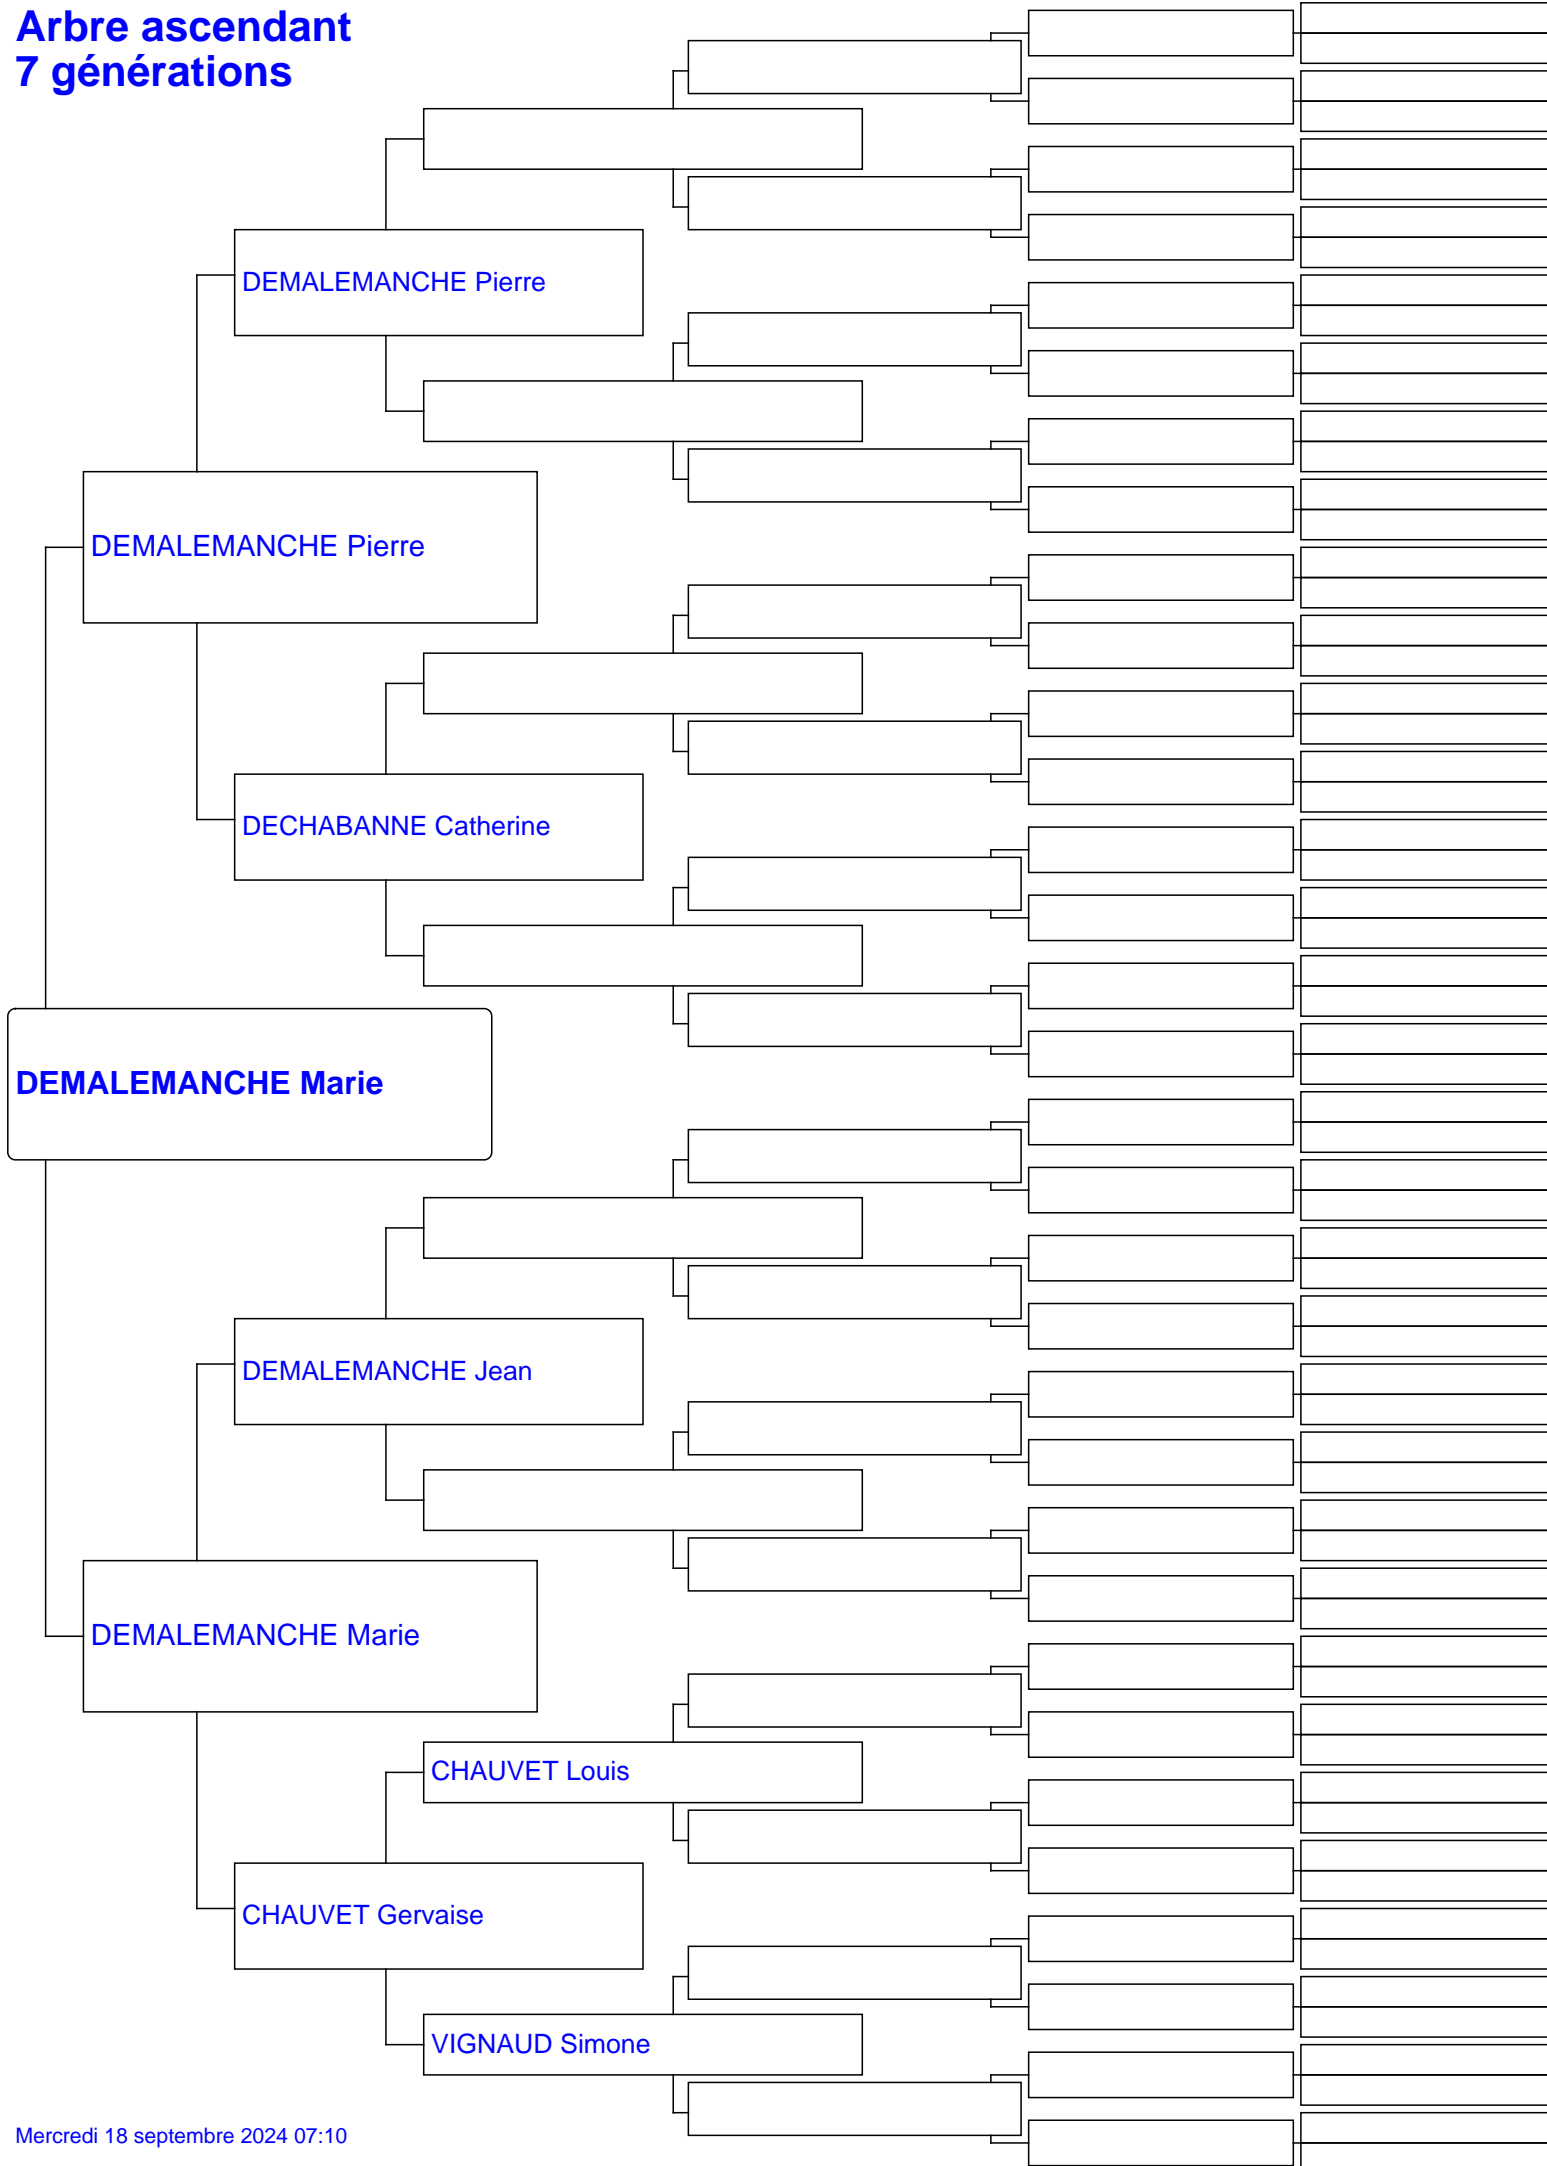 Arbre ascendant
7 générations
DEMALEMANCHE Pierre
DEMALEMANCHE Pierre
DECHABANNE Catherine
DEMALEMANCHE Marie
DEMALEMANCHE Jean
DEMALEMANCHE Marie
CHAUVET Louis
CHAUVET Gervaise
VIGNAUD Simone
Mercredi 18 septembre 2024 07:10